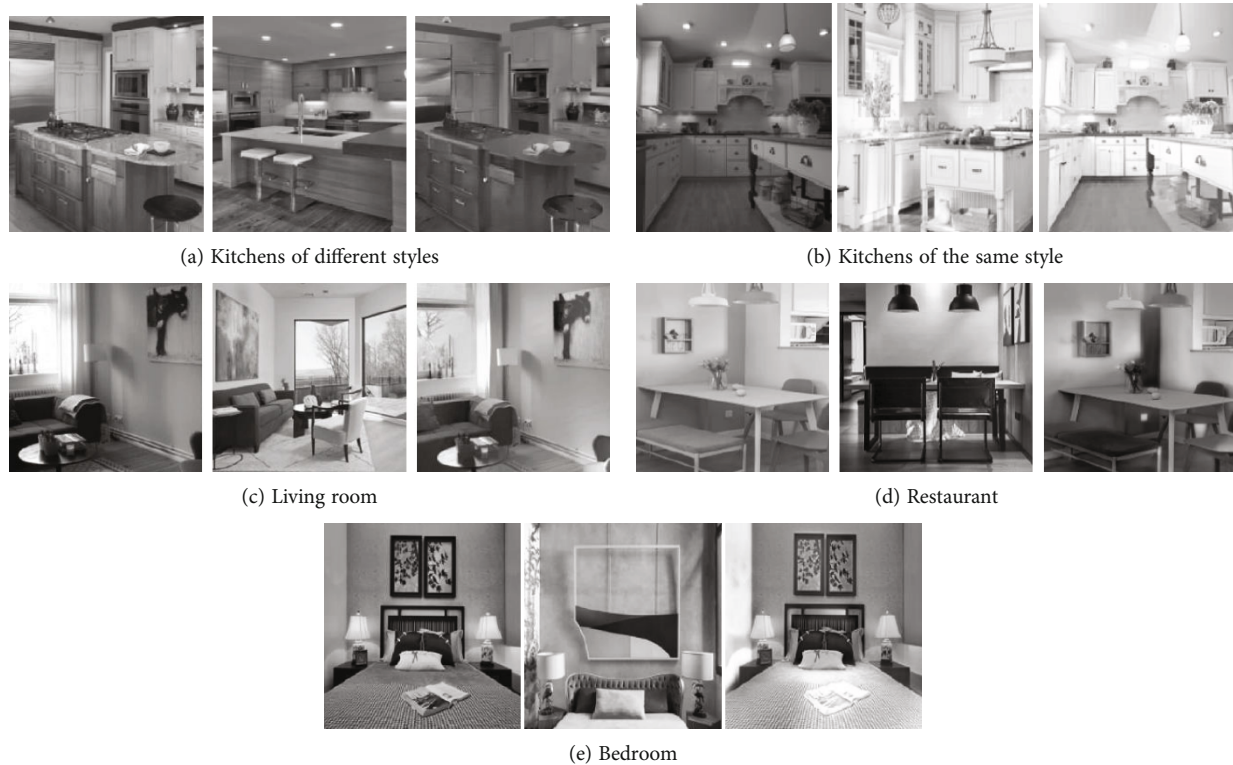 (a) Kitchens of different styles
(b) Kitchens of the same style
(c) Living room
(d) Restaurant
(e) Bedroom